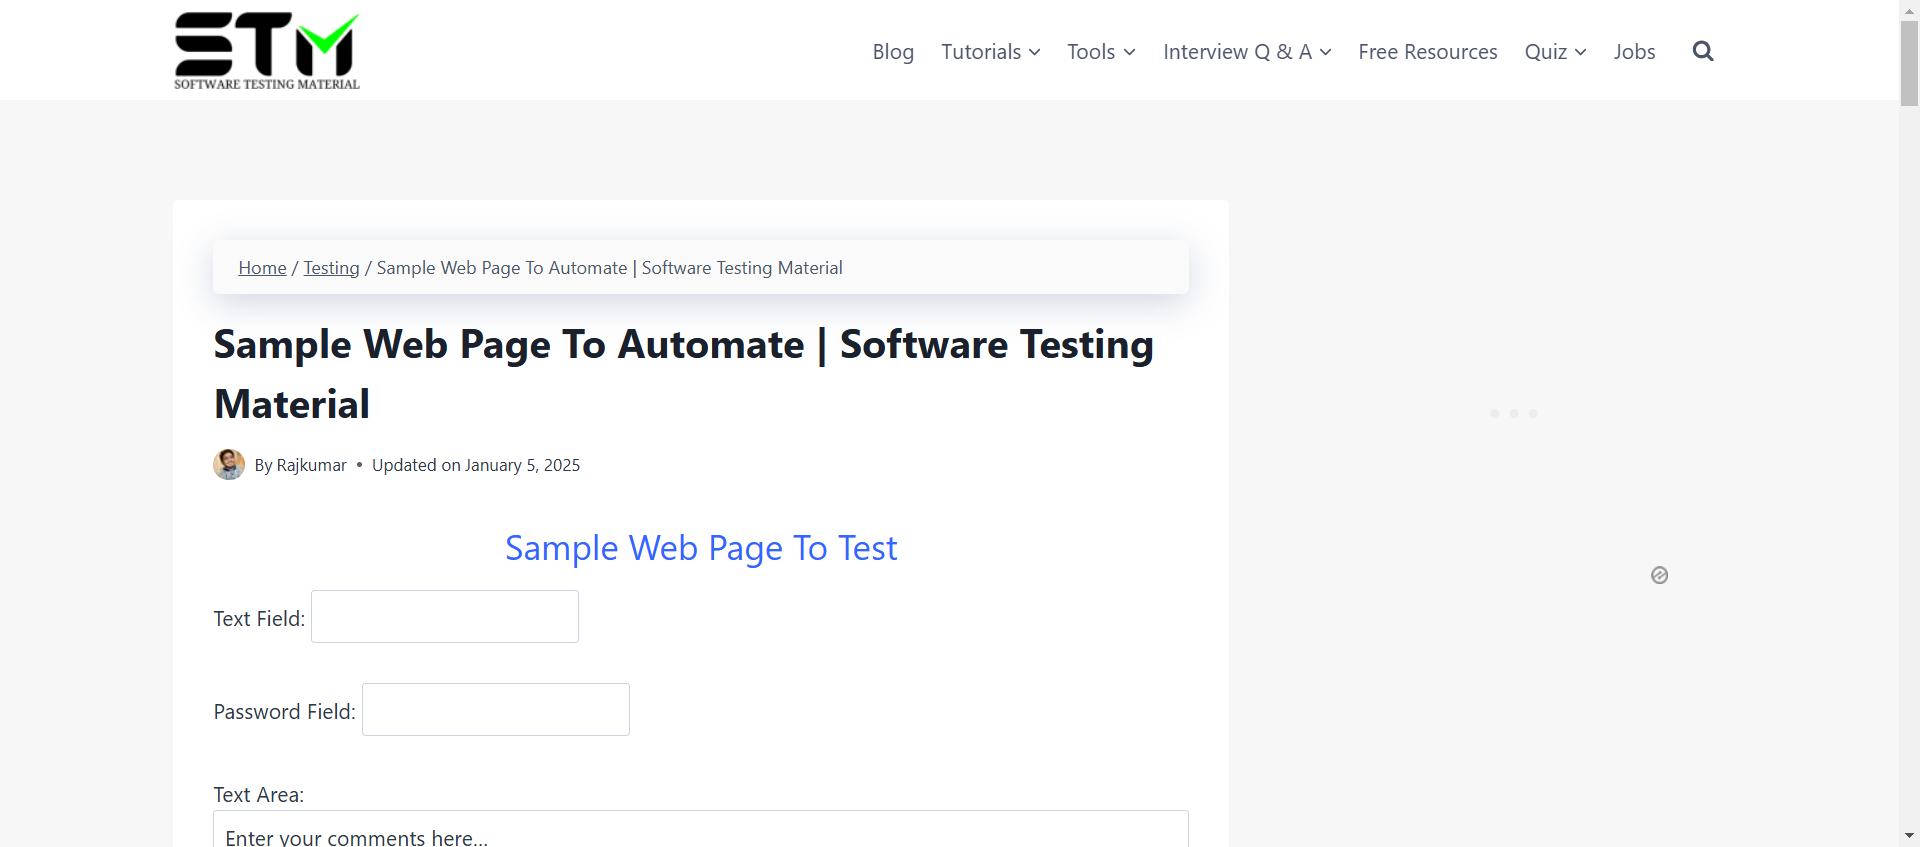 STM
SOFTWARE TESTING MATERIAL
Blog Tutorials Tools Interview Q & A Free Resources Quiz Jobs
Home / Testing / Sample Web Page To Automate | Software Testing Material
Sample Web Page To Automate | Software Testing
Material
By Rajkumar • Updated on January 5, 2025
Sample Web Page To Test
Text Field:
Password Field:
Text Area:
Enter your comments here...